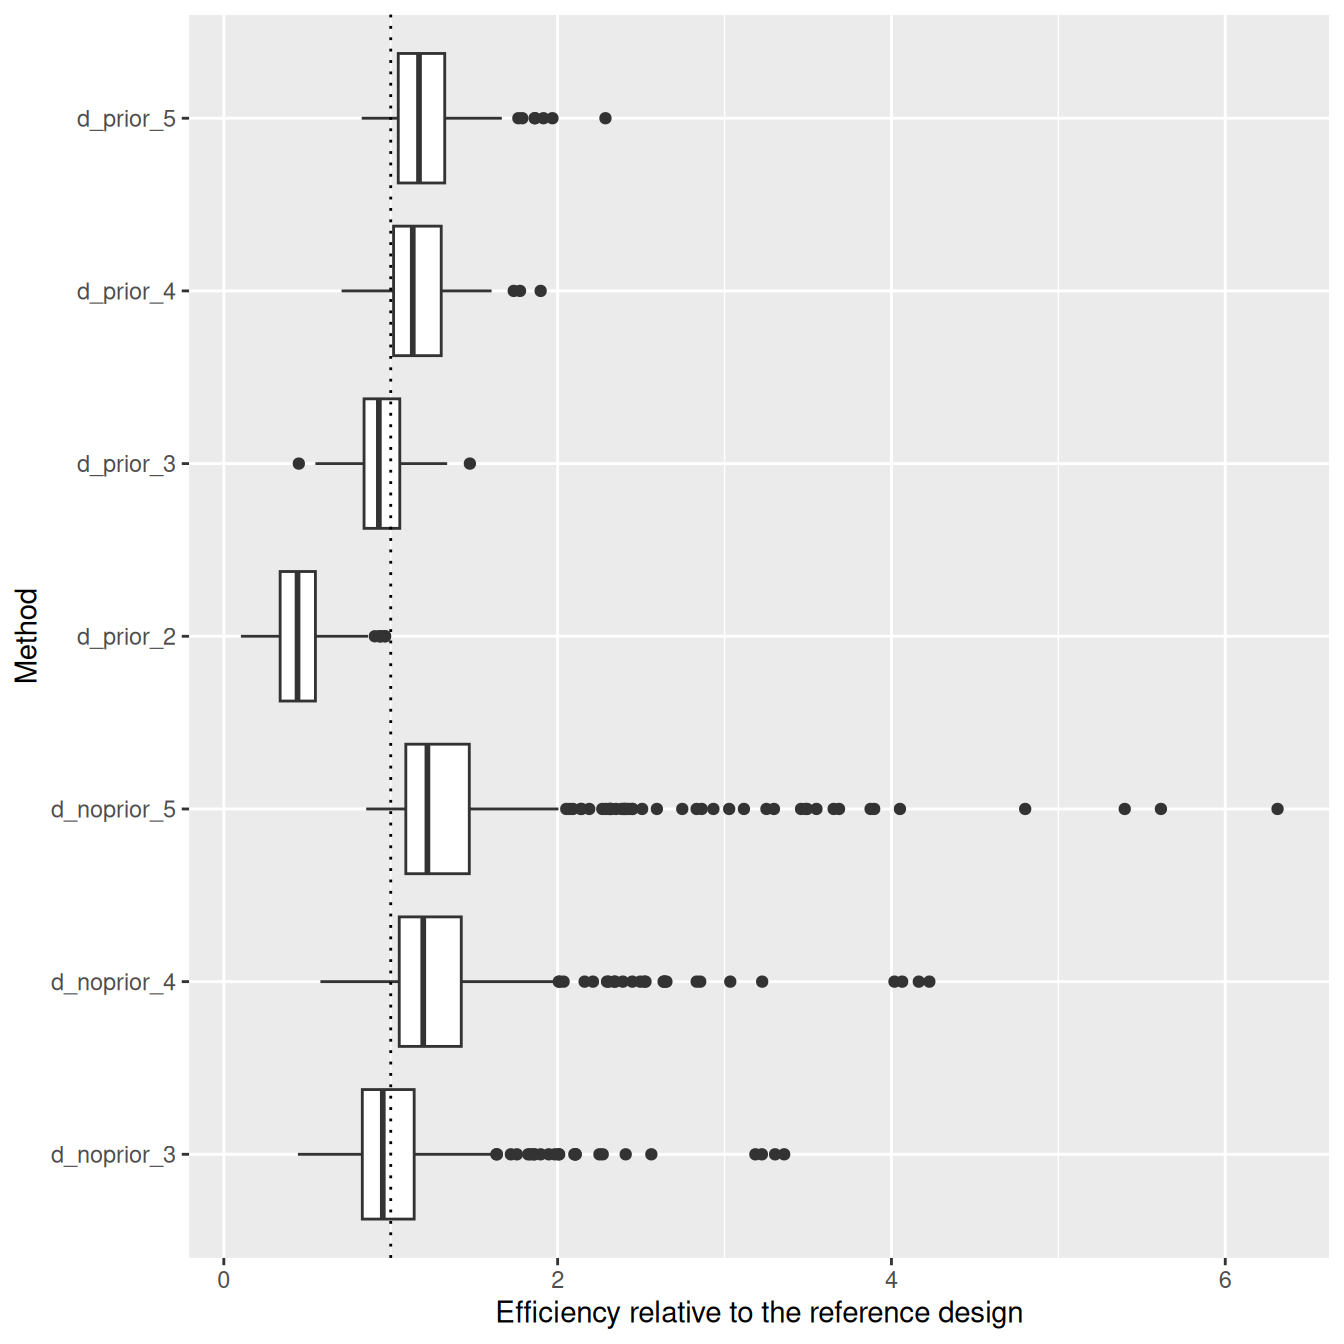 d_prior_5
d_prior_4
d_prior_3
Method
d_prior_2
d_noprior_5
d_noprior_4
d_noprior_3
0 2 4 6
Efficiency relative to the reference design